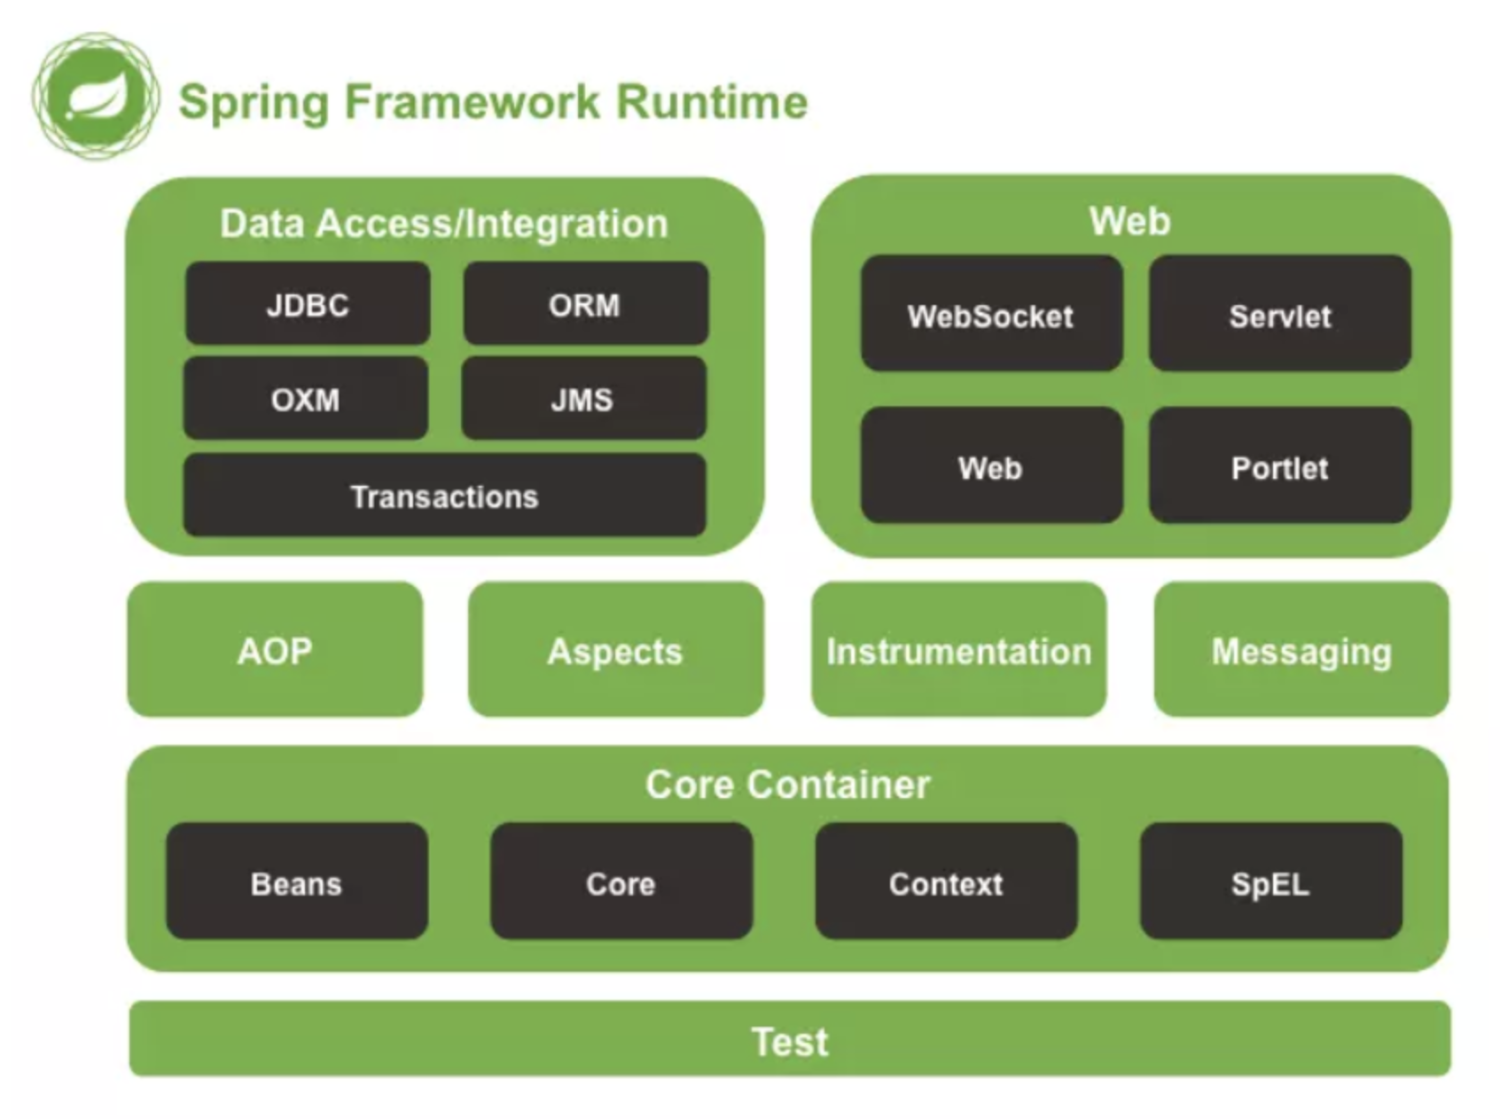 Spring Framework Runtime
Data Access/Integration
JDBC
ORM
OXM
JMS
Transactions
Web
WebSocket
Servlet
Web
Portlet
AOP
Aspects
Instrumentation
Messaging
Core Container
Beans
Core
Context
SpEL
Test